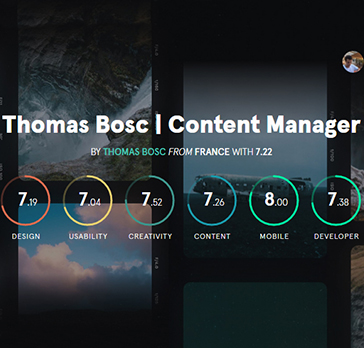 Thomas Bosc | Content Manager
BY THOMAS BOSC FROM FRANCE WITH 7.22
7.19 7.04 7.52 7.26 8.00 7.38
DESIGN USABILITY CREATIVITY CONTENT MOBILE DEVELOPER